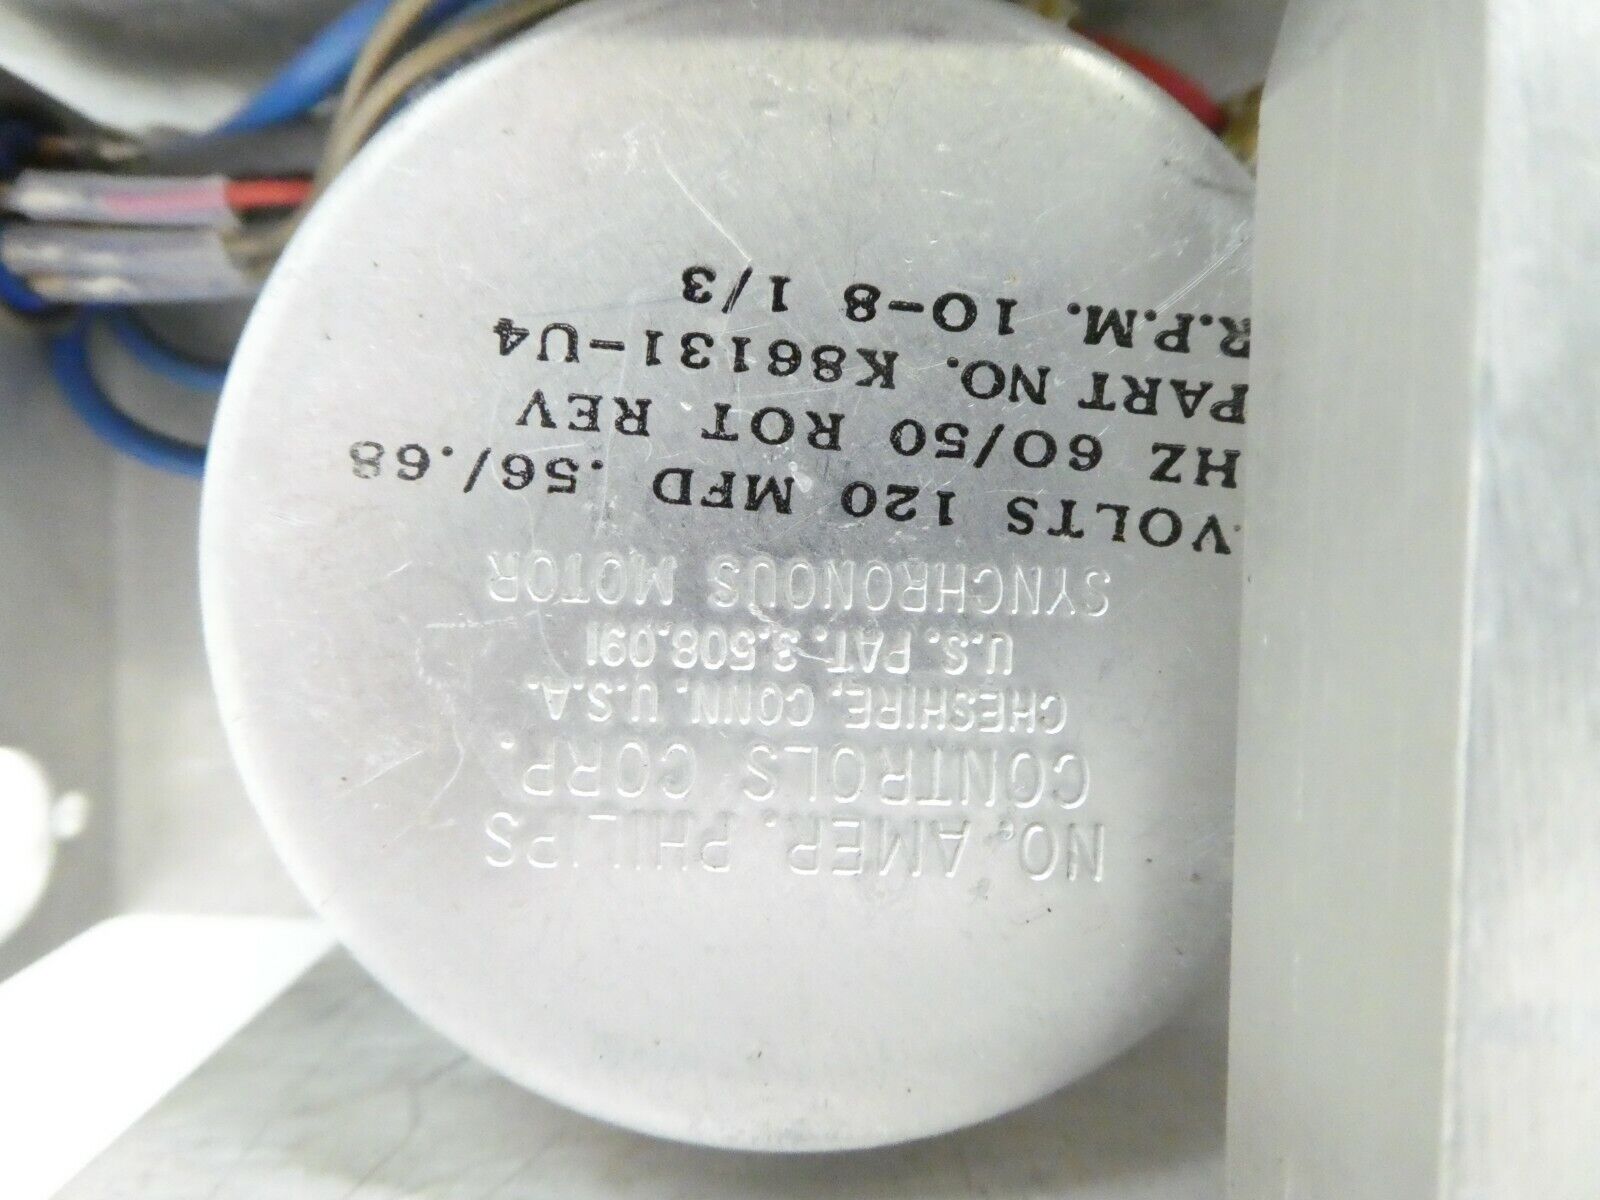 NO. AMER. PHILIPS
CONTROLS CORP.
CHESHIRE, CONN. U.S.A.
U.S. PAT. 3,508,091
SYNCHRONOUS MOTOR
VOLTS 120 MFD .56/.68
HZ 60/50 ROT REV
PART NO. K86131-U4
R.P.M. 10-8 1/3